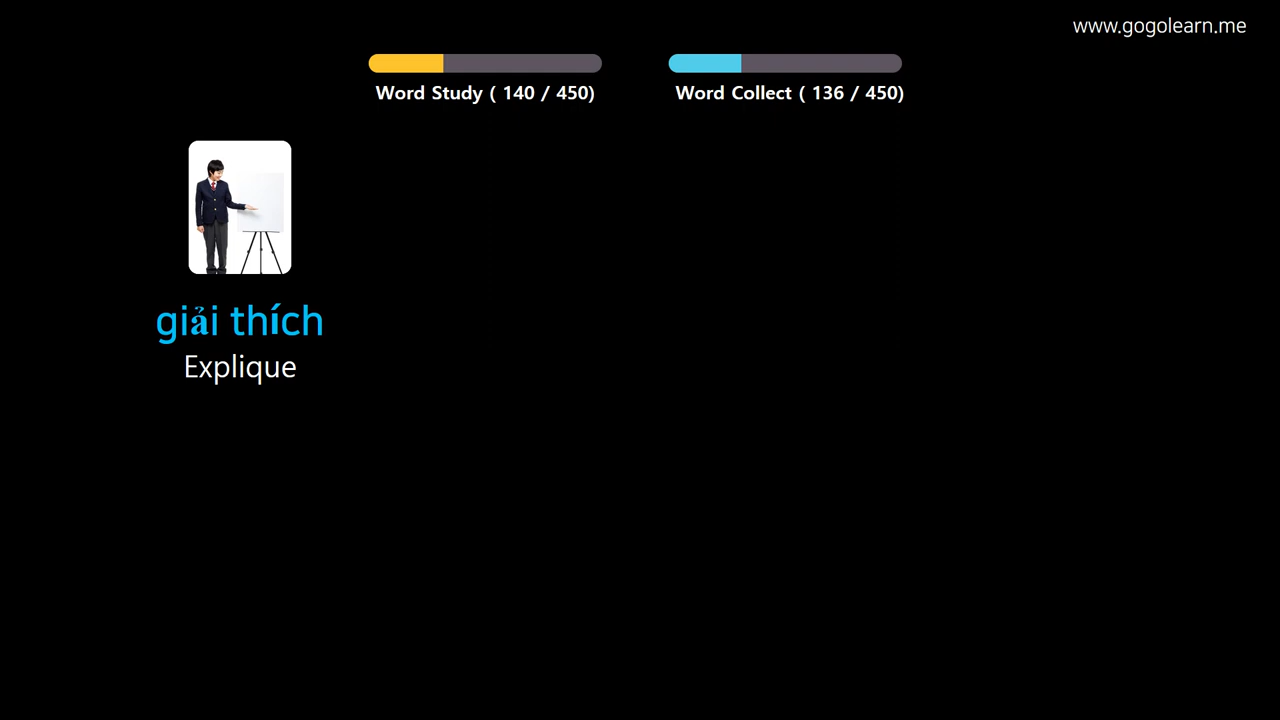 www.gogolearn.me
Word Study ( 140 / 450)
Word Collect ( 136 / 450)
giải thích
Explique